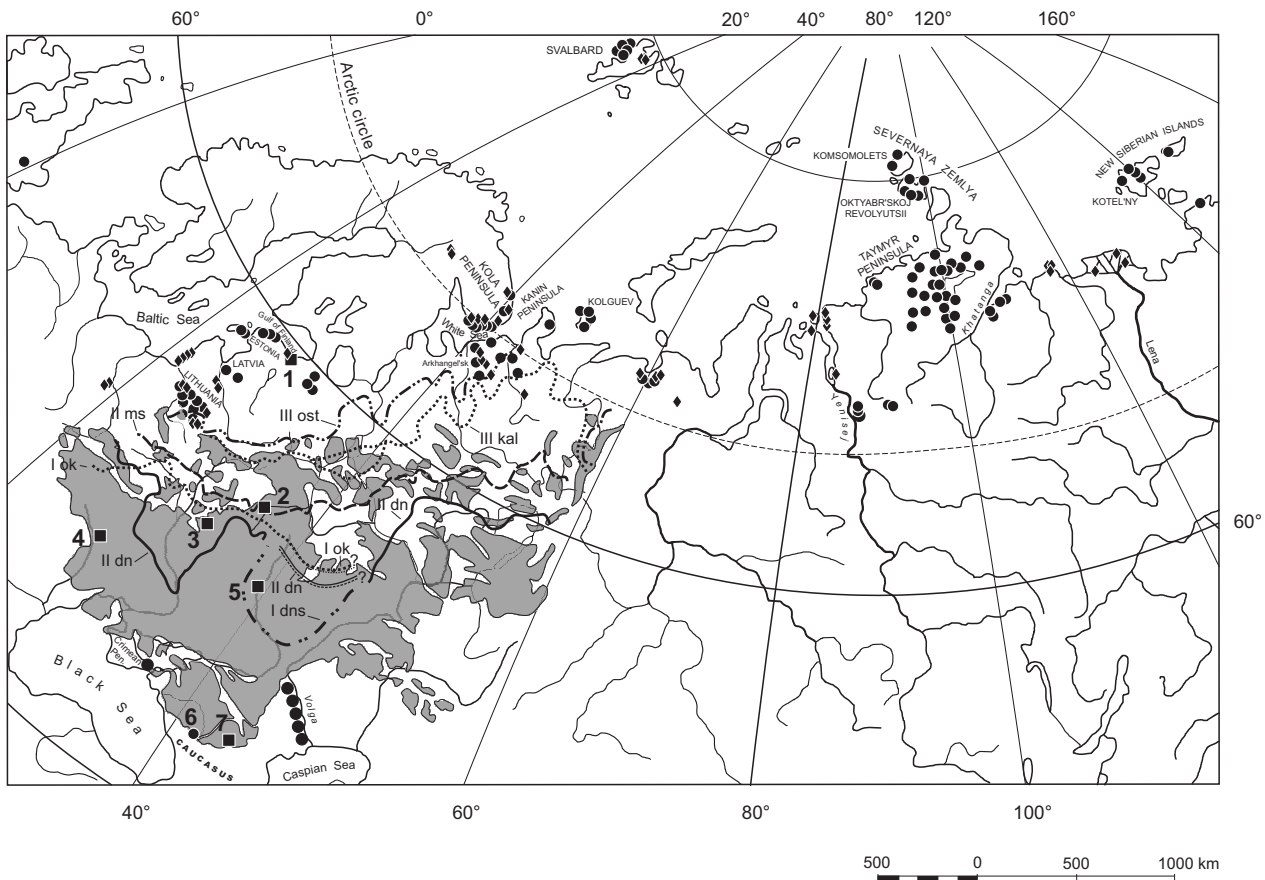 60° 0° 20° 40° 80° 120° 160°
SVALBARD
Arctic circle
SEVERNAYA ZEMLYA
KOMSOMOLETS
OKTYABR'SKOJ
REVOLYUTSII
NEW SIBERIAN ISLANDS
KOTEL'NY
TAYMYR
PENINSULA
Khatanga
Lena
Yenisej
KOLA
PENINSULA
KANIN
PENINSULA
KOLGUEV
White Sea
Arkhangel'sk
Baltic Sea
Gulf of Finland
ESTONIA
LATVIA
LITHUANIA
1
II ms
III ost
III kal
I ok
2
II dn
3
4
II dn
I ok
?
?
5
II dn
I dns
60°
Crimean
Pen.
Black Sea
Volga
6
7
CAUCASUS
Caspian Sea
40° 60° 80° 100°
500 0 500 1000 km